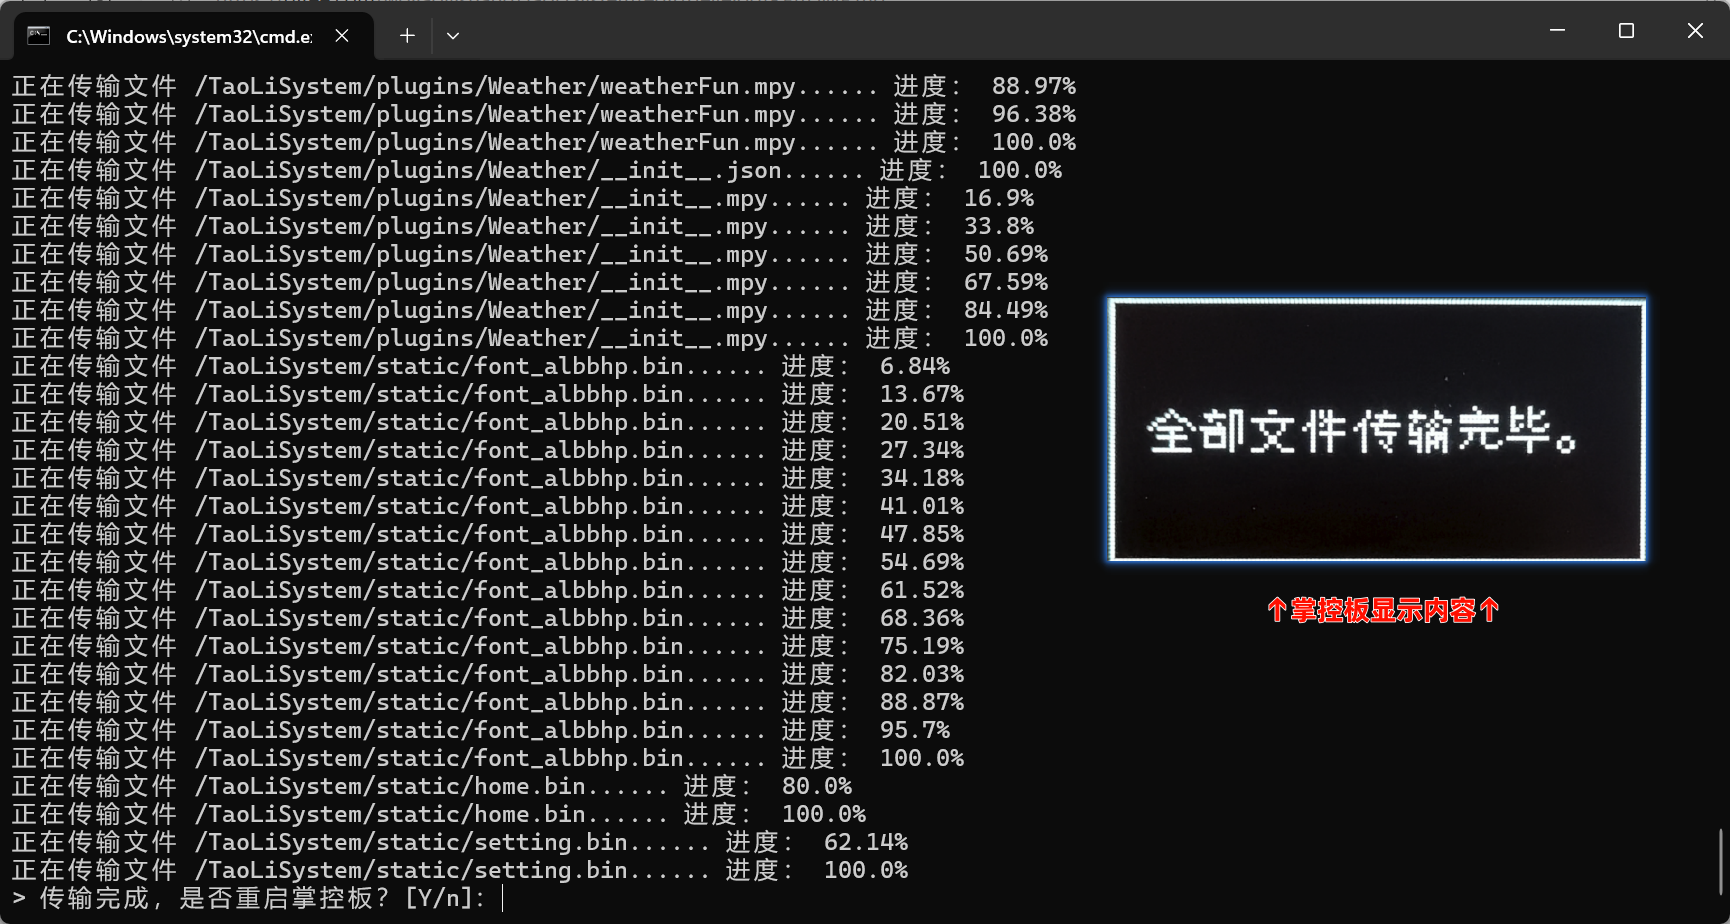 C:\Windows\system32\cmd.e
正在传输文件 /TaoLiSystem/plugins/Weather/weatherFun.mpy...... 进度： 88.97%
正在传输文件 /TaoLiSystem/plugins/Weather/weatherFun.mpy...... 进度： 96.38%
正在传输文件 /TaoLiSystem/plugins/Weather/weatherFun.mpy...... 进度： 100.0%
正在传输文件 /TaoLiSystem/plugins/Weather/__init__.json...... 进度： 100.0%
正在传输文件 /TaoLiSystem/plugins/Weather/__init__.mpy...... 进度： 16.9%
正在传输文件 /TaoLiSystem/plugins/Weather/__init__.mpy...... 进度： 33.8%
正在传输文件 /TaoLiSystem/plugins/Weather/__init__.mpy...... 进度： 50.69%
正在传输文件 /TaoLiSystem/plugins/Weather/__init__.mpy...... 进度： 67.59%
正在传输文件 /TaoLiSystem/plugins/Weather/__init__.mpy...... 进度： 84.49%
正在传输文件 /TaoLiSystem/plugins/Weather/__init__.mpy...... 进度： 100.0%
正在传输文件 /TaoLiSystem/static/font_albbhp.bin...... 进度： 6.84%
正在传输文件 /TaoLiSystem/static/font_albbhp.bin...... 进度： 13.67%
正在传输文件 /TaoLiSystem/static/font_albbhp.bin...... 进度： 20.51%
正在传输文件 /TaoLiSystem/static/font_albbhp.bin...... 进度： 27.34%
正在传输文件 /TaoLiSystem/static/font_albbhp.bin...... 进度： 34.18%
正在传输文件 /TaoLiSystem/static/font_albbhp.bin...... 进度： 41.01%
正在传输文件 /TaoLiSystem/static/font_albbhp.bin...... 进度： 47.85%
正在传输文件 /TaoLiSystem/static/font_albbhp.bin...... 进度： 54.69%
正在传输文件 /TaoLiSystem/static/font_albbhp.bin...... 进度： 61.52%
正在传输文件 /TaoLiSystem/static/font_albbhp.bin...... 进度： 68.36%
正在传输文件 /TaoLiSystem/static/font_albbhp.bin...... 进度： 75.19%
正在传输文件 /TaoLiSystem/static/font_albbhp.bin...... 进度： 82.03%
正在传输文件 /TaoLiSystem/static/font_albbhp.bin...... 进度： 88.87%
正在传输文件 /TaoLiSystem/static/font_albbhp.bin...... 进度： 95.7%
正在传输文件 /TaoLiSystem/static/font_albbhp.bin...... 进度： 100.0%
正在传输文件 /TaoLiSystem/static/home.bin...... 进度： 80.0%
正在传输文件 /TaoLiSystem/static/home.bin...... 进度： 100.0%
正在传输文件 /TaoLiSystem/static/setting.bin...... 进度： 62.14%
正在传输文件 /TaoLiSystem/static/setting.bin...... 进度： 100.0%
> 传输完成，是否重启掌控板？[Y/n]：
全部文件传输完毕。
↑掌控板显示内容↑